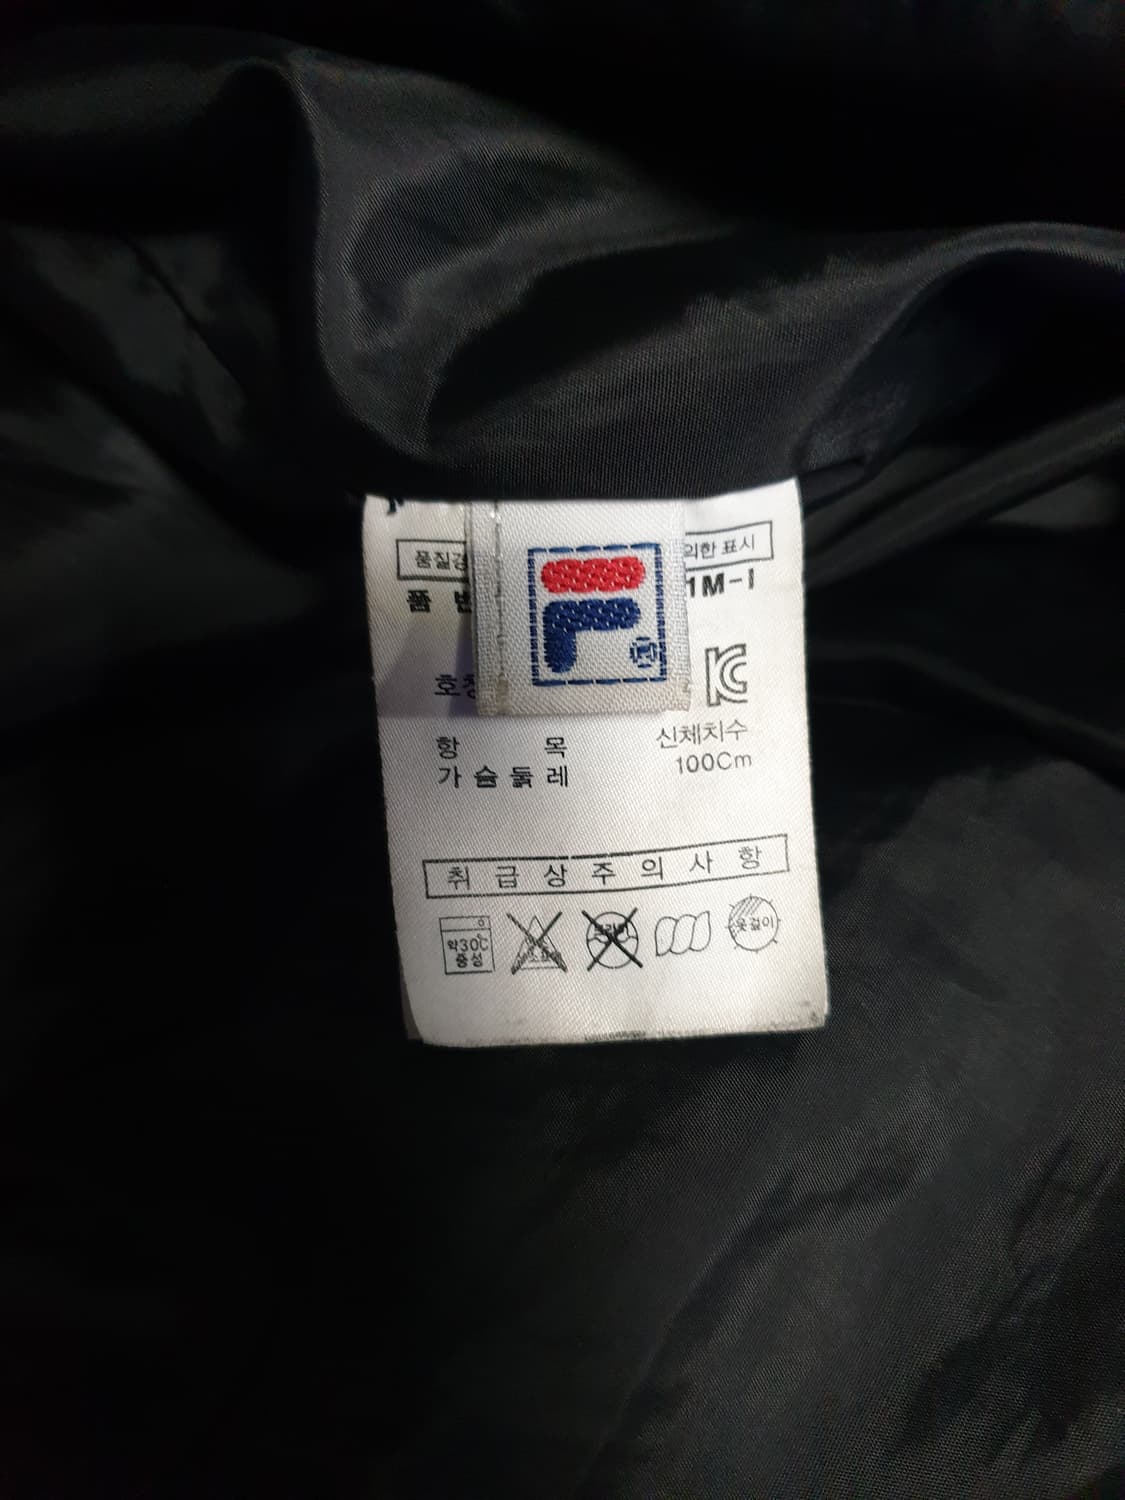 품질경 의한 표시
품 번 1M-I
호칭
항 목 신체치수
가슴둘레 100Cm
취급상주의사항
약30℃
중성
옷걸이